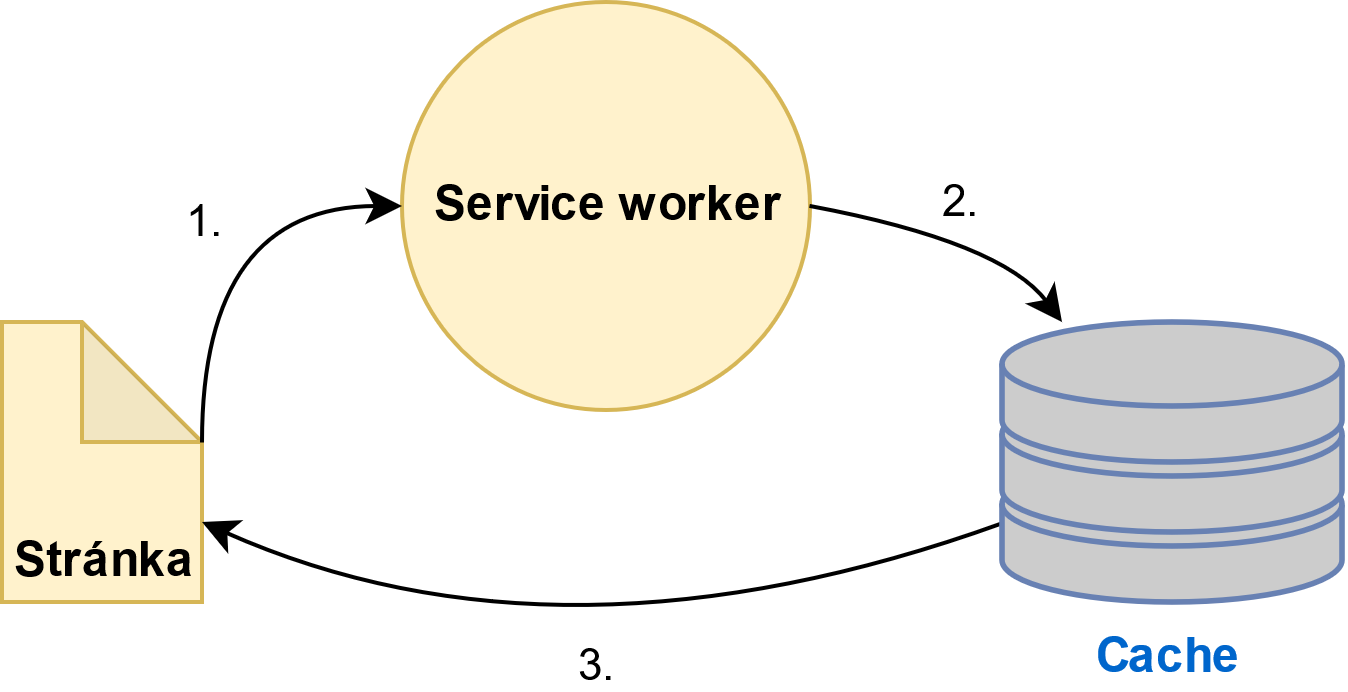 1.
Service worker
2.
Stránka
3.
Cache